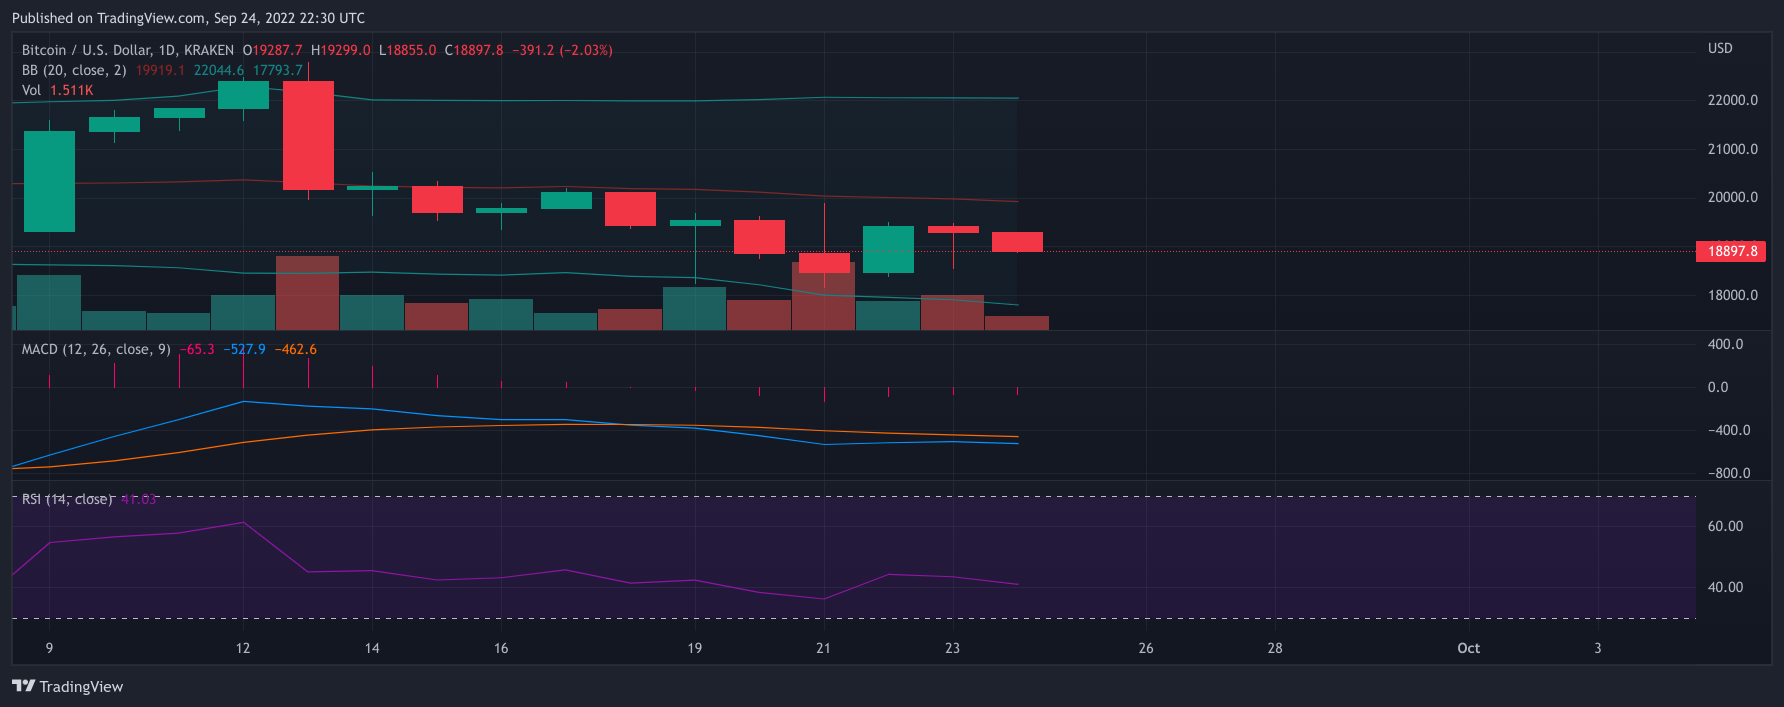 Published on TradingView.com, Sep 24, 2022 22:30 UTC
Bitcoin / U.S. Dollar, 1D, KRAKEN O19287.7 H19299.0 L18855.0 C18897.8 −391.2 (−2.03%)
BB (20, close, 2) 19919.1 22044.6 17793.7
Vol 1.511K
USD
22000.0
21000.0
20000.0
18897.8
18000.0
MACD (12, 26, close, 9) −65.3 −527.9 −462.6
400.0
0.0
−400.0
−800.0
RSI (14, close) 41.03
60.00
40.00
9 12 14 16 19 21 23 26 28 Oct 3
TradingView